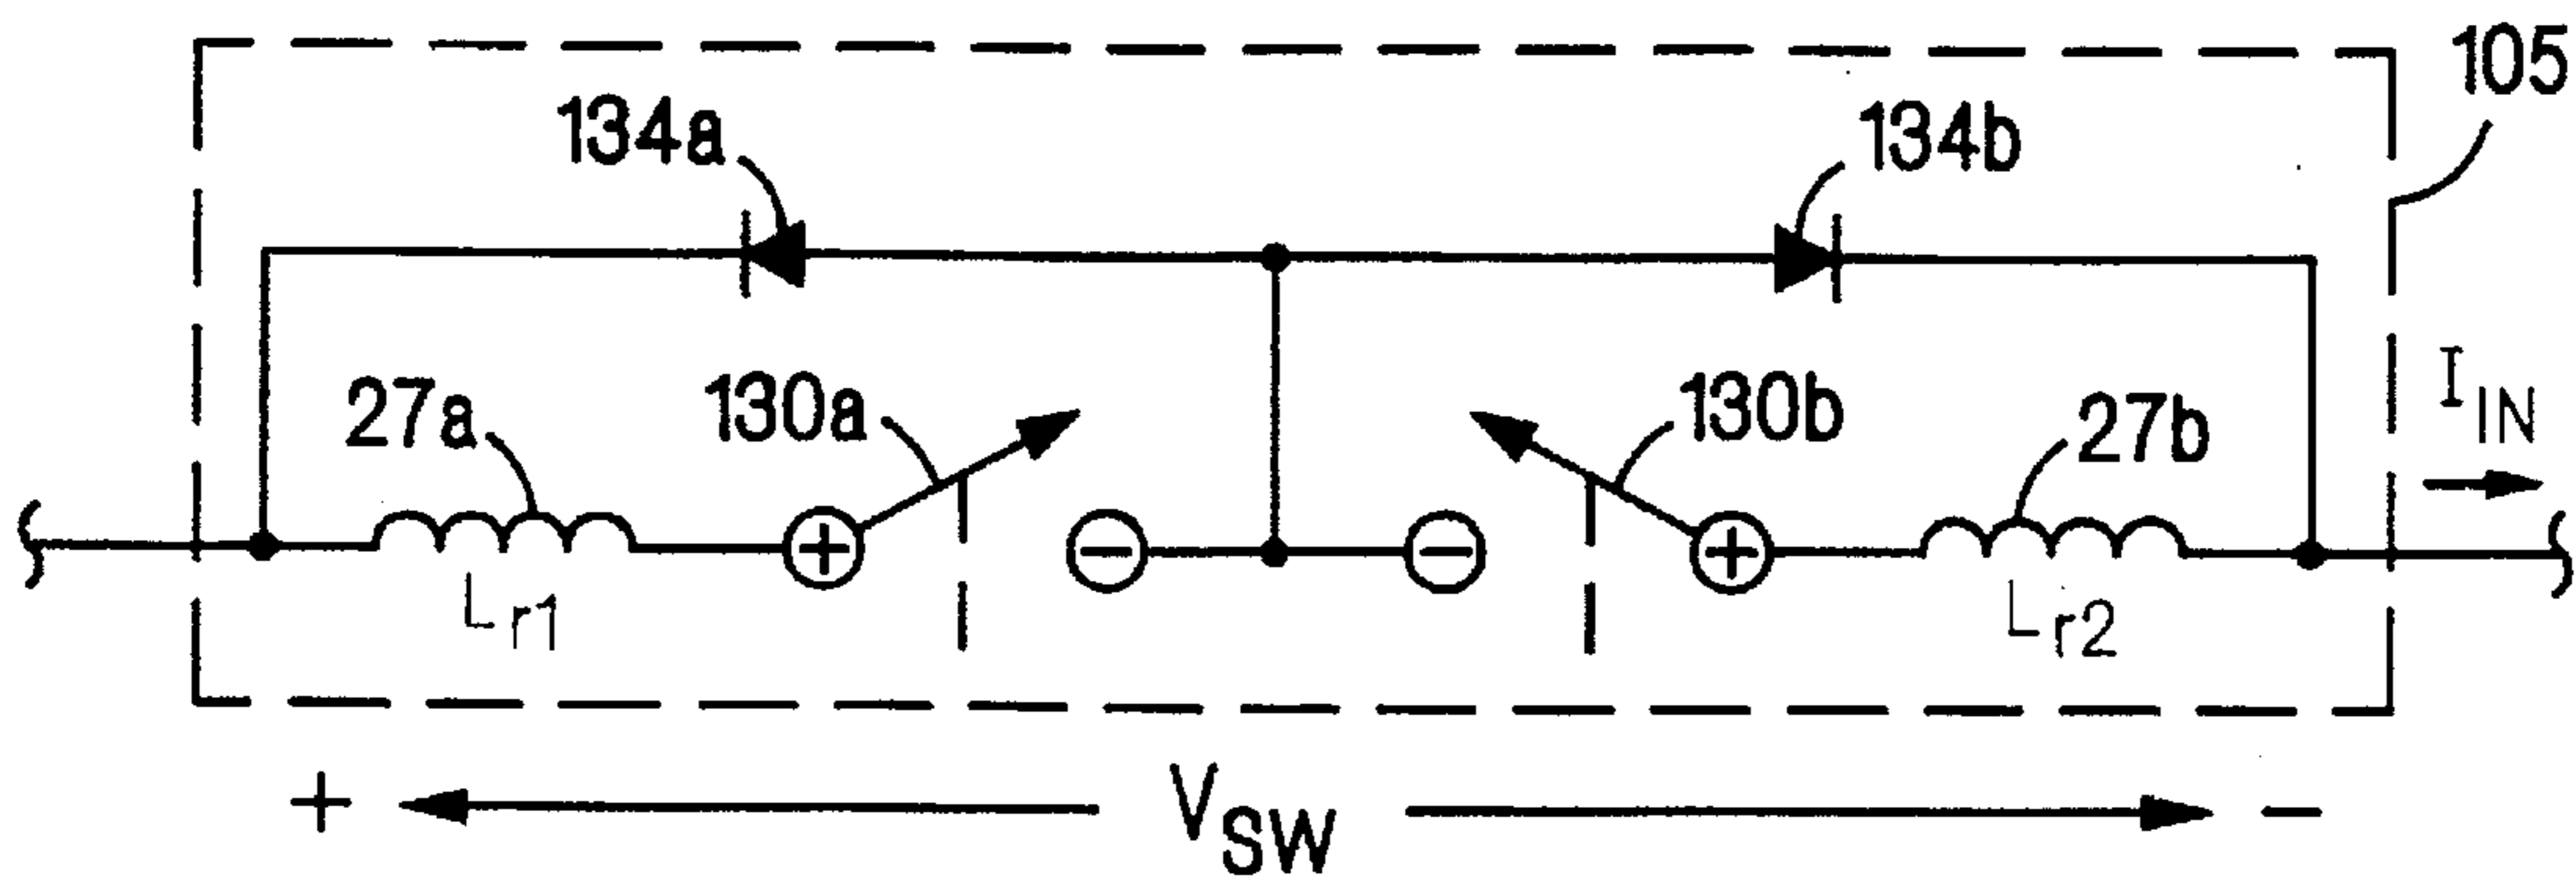 105
134a
134b
27a
130a
130b
27b
I_IN
+ − − +
L_r1
L_r2
+ V_SW −